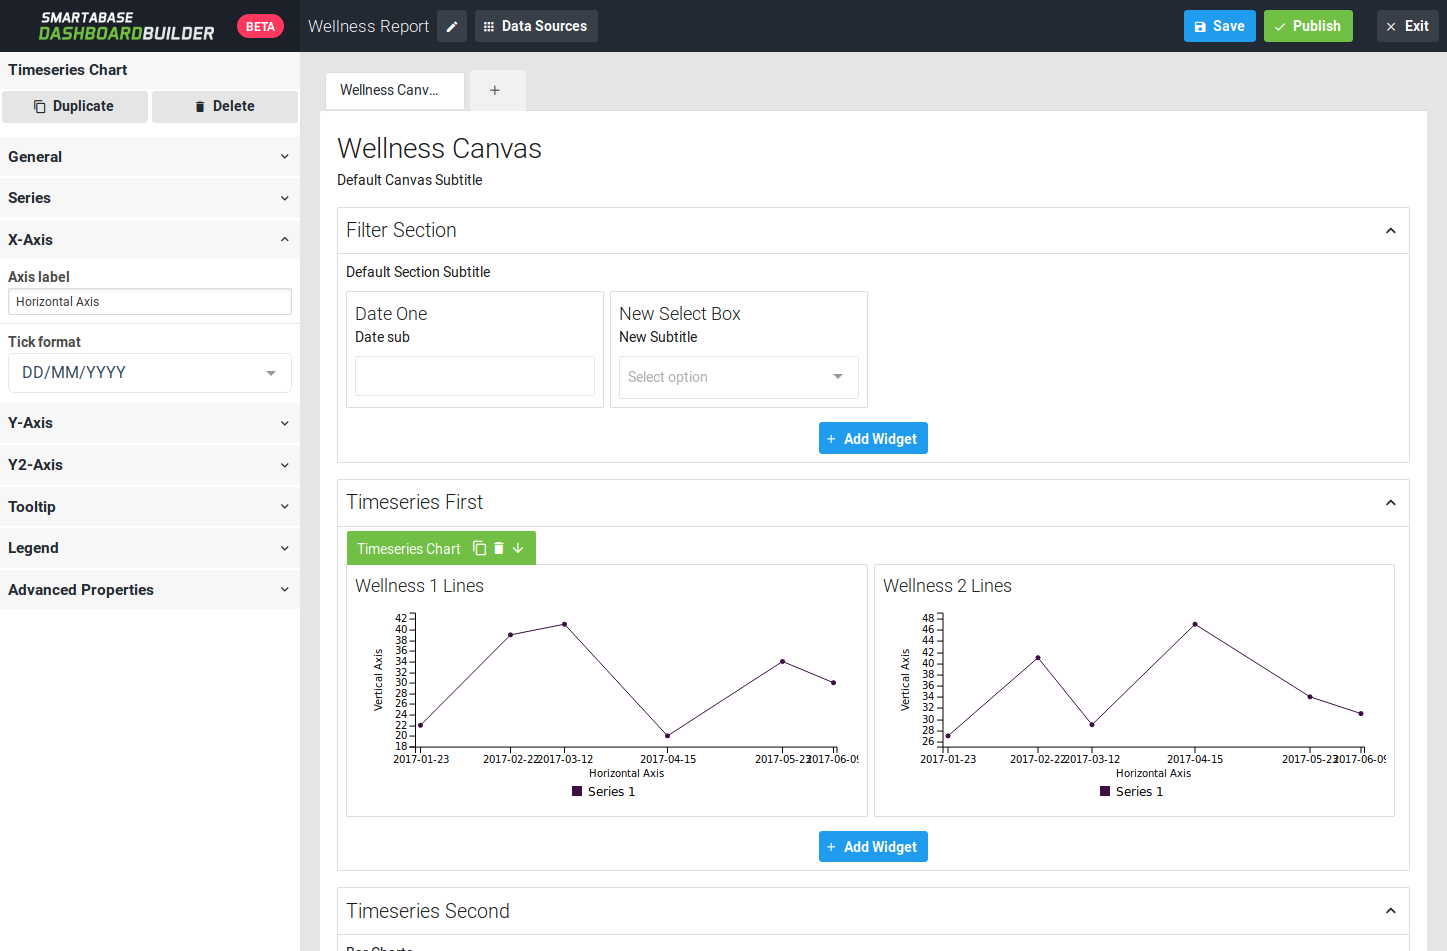 SMARTABASE
DASHBOARDBUILDER
BETA
Wellness Report
Data Sources
Save
Publish
Exit
Timeseries Chart
Duplicate
Delete
General
Series
X-Axis
Axis label
Horizontal Axis
Tick format
DD/MM/YYYY
Y-Axis
Y2-Axis
Tooltip
Legend
Advanced Properties
Wellness Canv...
+
Wellness Canvas
Default Canvas Subtitle
Filter Section
Default Section Subtitle
Date One
Date sub
New Select Box
New Subtitle
Select option
+ Add Widget
Timeseries First
Timeseries Chart
Wellness 1 Lines
42
40
38
36
34
32
30
28
26
24
22
20
18
Vertical Axis
2017-01-23 2017-02-22 2017-03-12 2017-04-15 2017-05-23 2017-06-09
Horizontal Axis
Series 1
Wellness 2 Lines
48
46
44
42
40
38
36
34
32
30
28
26
Vertical Axis
2017-01-23 2017-02-22 2017-03-12 2017-04-15 2017-05-23 2017-06-09
Horizontal Axis
Series 1
+ Add Widget
Timeseries Second
Bar Charts